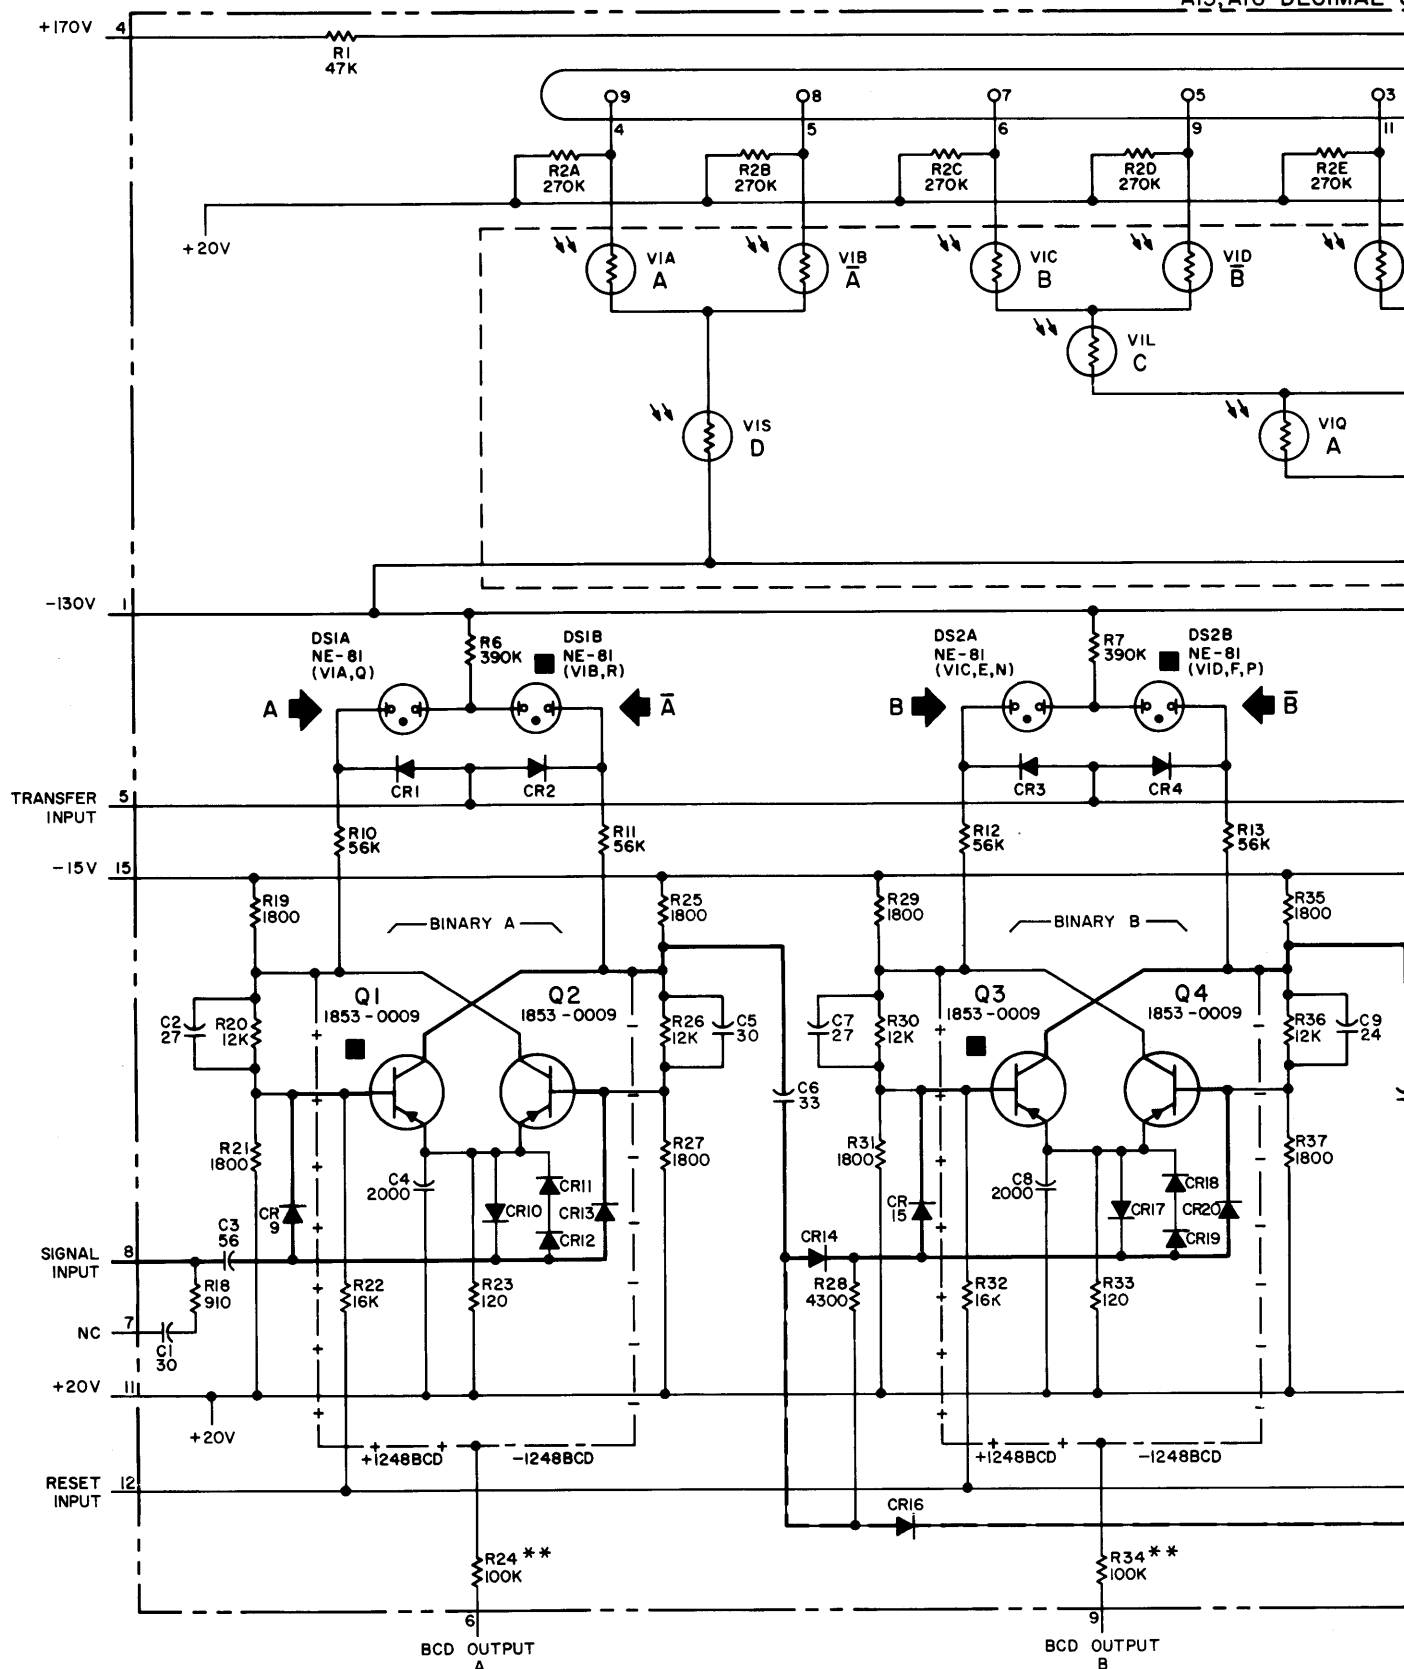 +170V 4
R1
47K
9 8 7 5 3
4 5 6 9 11
R2A
270K
R2B
270K
R2C
270K
R2D
270K
R2E
270K
+20V
V1A
A
V1B
A̅
V1C
B
V1D
B̅
V1L
C
V1S
D
V1Q
A
-130V 1
DS1A
NE-81
(V1A,Q)
R6
390K
DS1B
NE-81
(V1B,R)
DS2A
NE-81
(V1C,E,N)
R7
390K
DS2B
NE-81
(V1D,F,P)
A A̅ B B̅
CR1 CR2 CR3 CR4
TRANSFER
INPUT
5
R10
56K
R11
56K
R12
56K
R13
56K
-15V 15
R19
1800
BINARY A
R25
1800
R29
1800
BINARY B
R35
1800
Q1
1853-0009
Q2
1853-0009
Q3
1853-0009
Q4
1853-0009
C2
27
R20
12K
R26
12K
C5
30
C7
27
R30
12K
R36
12K
C9
24
C6
33
R21
1800
R27
1800
R31
1800
R37
1800
C4
2000
CR10
CR11
CR12
CR13
CR
9
C8
2000
CR17
CR18
CR19
CR20
CR
15
C3
56
SIGNAL
INPUT
8
CR14
R18
910
R22
16K
R23
120
R28
4300
R32
16K
R33
120
NC 7
C1
30
+20V 11
+20V
+1248BCD -1248BCD
+1248BCD -1248BCD
RESET
INPUT
12
CR16
R24 **
100K
R34 **
100K
6
BCD OUTPUT
A
9
BCD OUTPUT
B